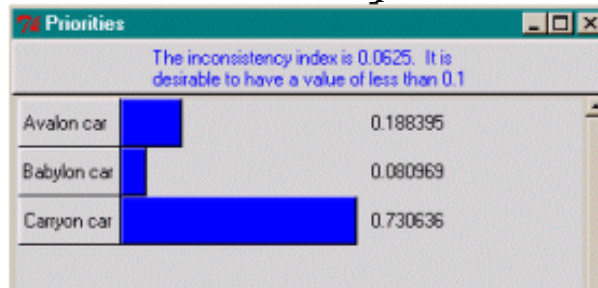 Priorities
The inconsistency index is 0.0625. It is
desirable to have a value of less than 0.1
Avalon car 0.188395
Babylon car 0.080969
Carryon car 0.730636